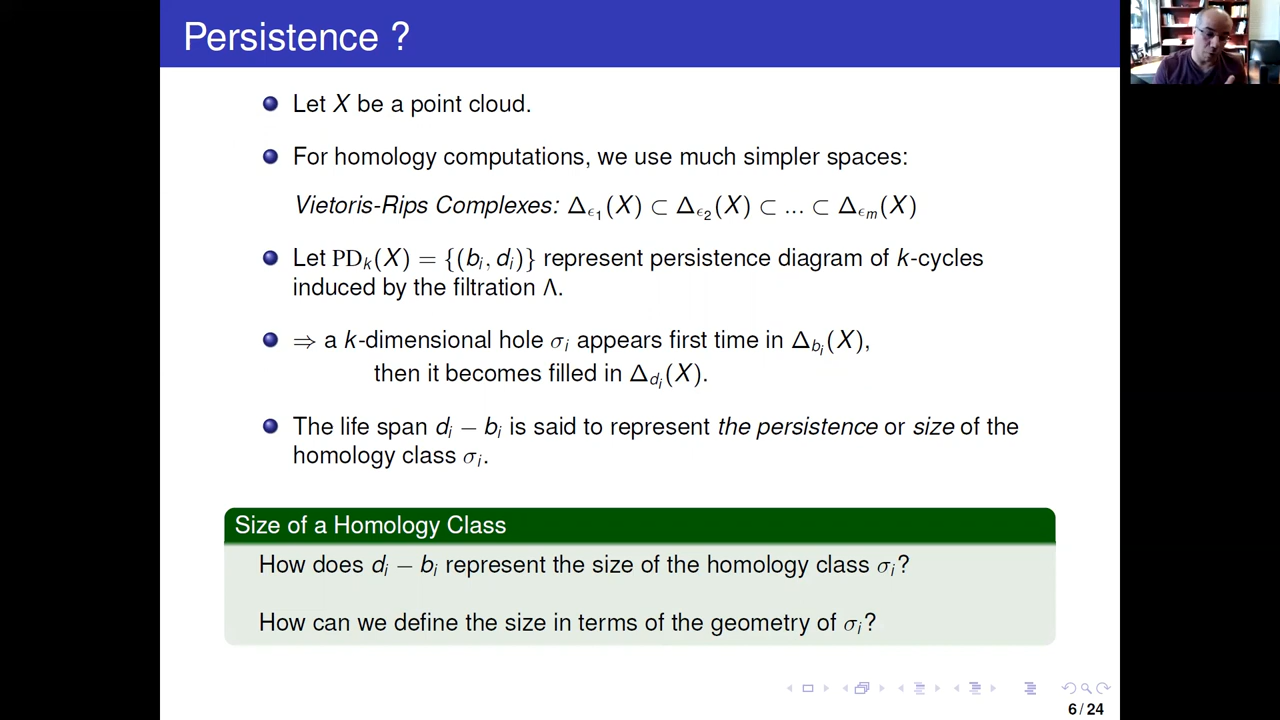 Persistence ?
Let X be a point cloud.
For homology computations, we use much simpler spaces:
Vietoris-Rips Complexes: Δ_{ϵ_1}(X) ⊂ Δ_{ϵ_2}(X) ⊂ ... ⊂ Δ_{ϵ_m}(X)
Let PD_k(X) = {(b_i, d_i)} represent persistence diagram of k-cycles
induced by the filtration Λ.
⇒ a k-dimensional hole σ_i appears first time in Δ_{b_i}(X),
then it becomes filled in Δ_{d_i}(X).
The life span d_i − b_i is said to represent the persistence or size of the
homology class σ_i.
Size of a Homology Class
How does d_i − b_i represent the size of the homology class σ_i?
How can we define the size in terms of the geometry of σ_i?
6 / 24